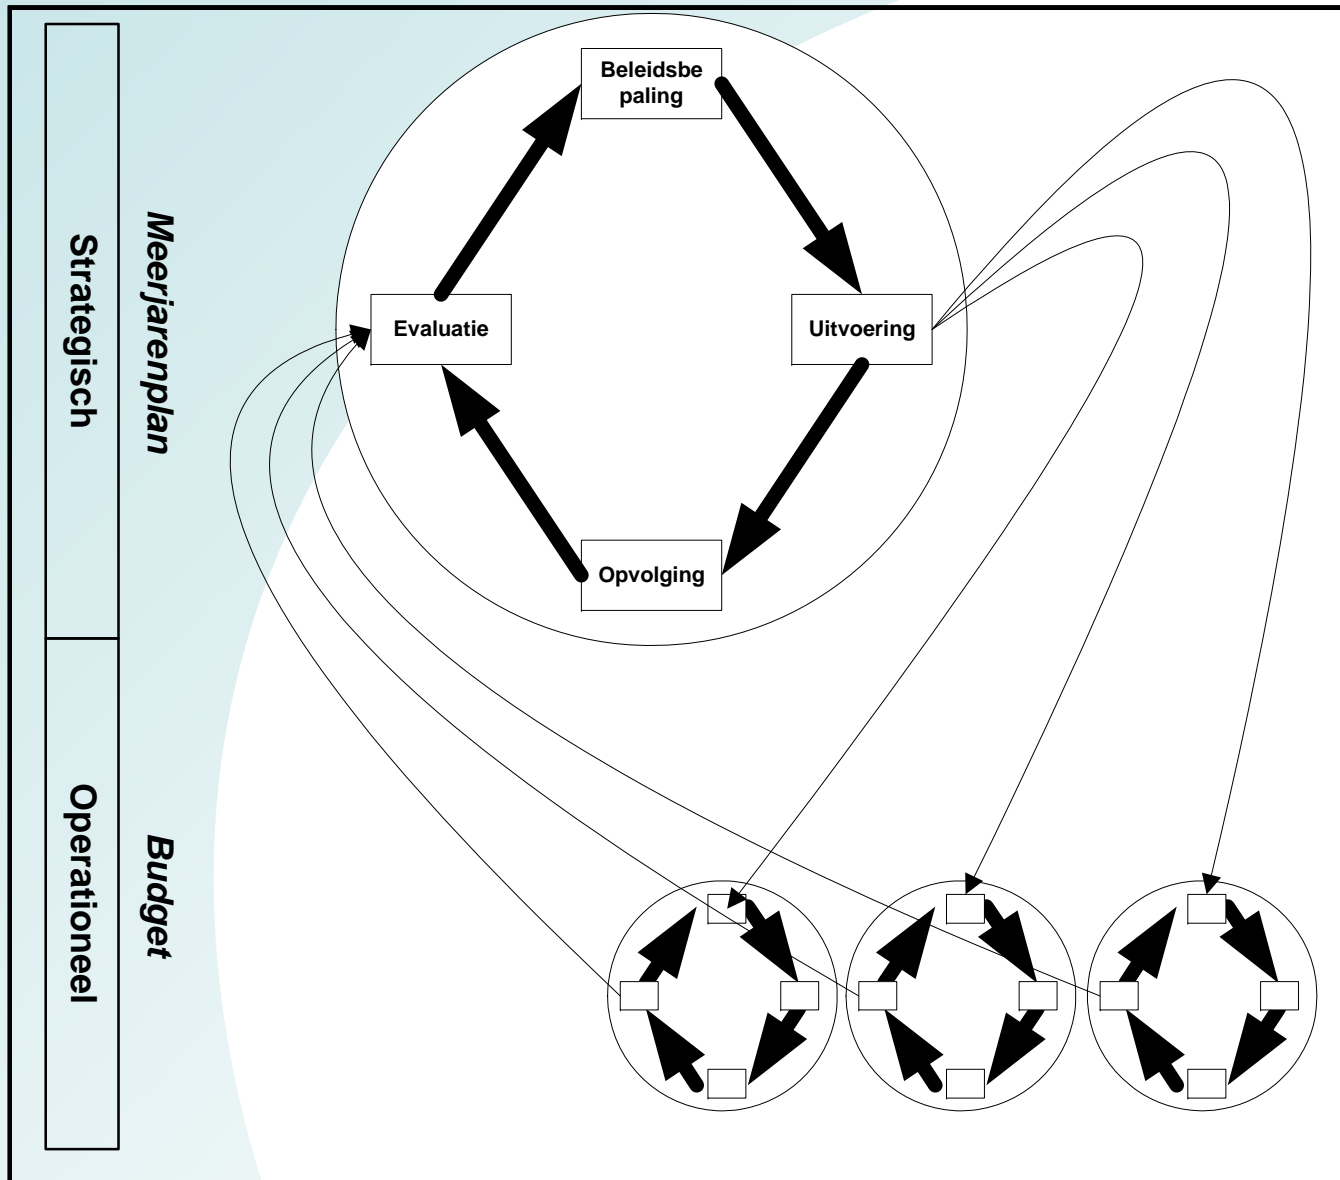 Strategisch
Meerjarenplan
Beleidsbe
paling
Evaluatie
Uitvoering
Opvolging
Operationeel
Budget